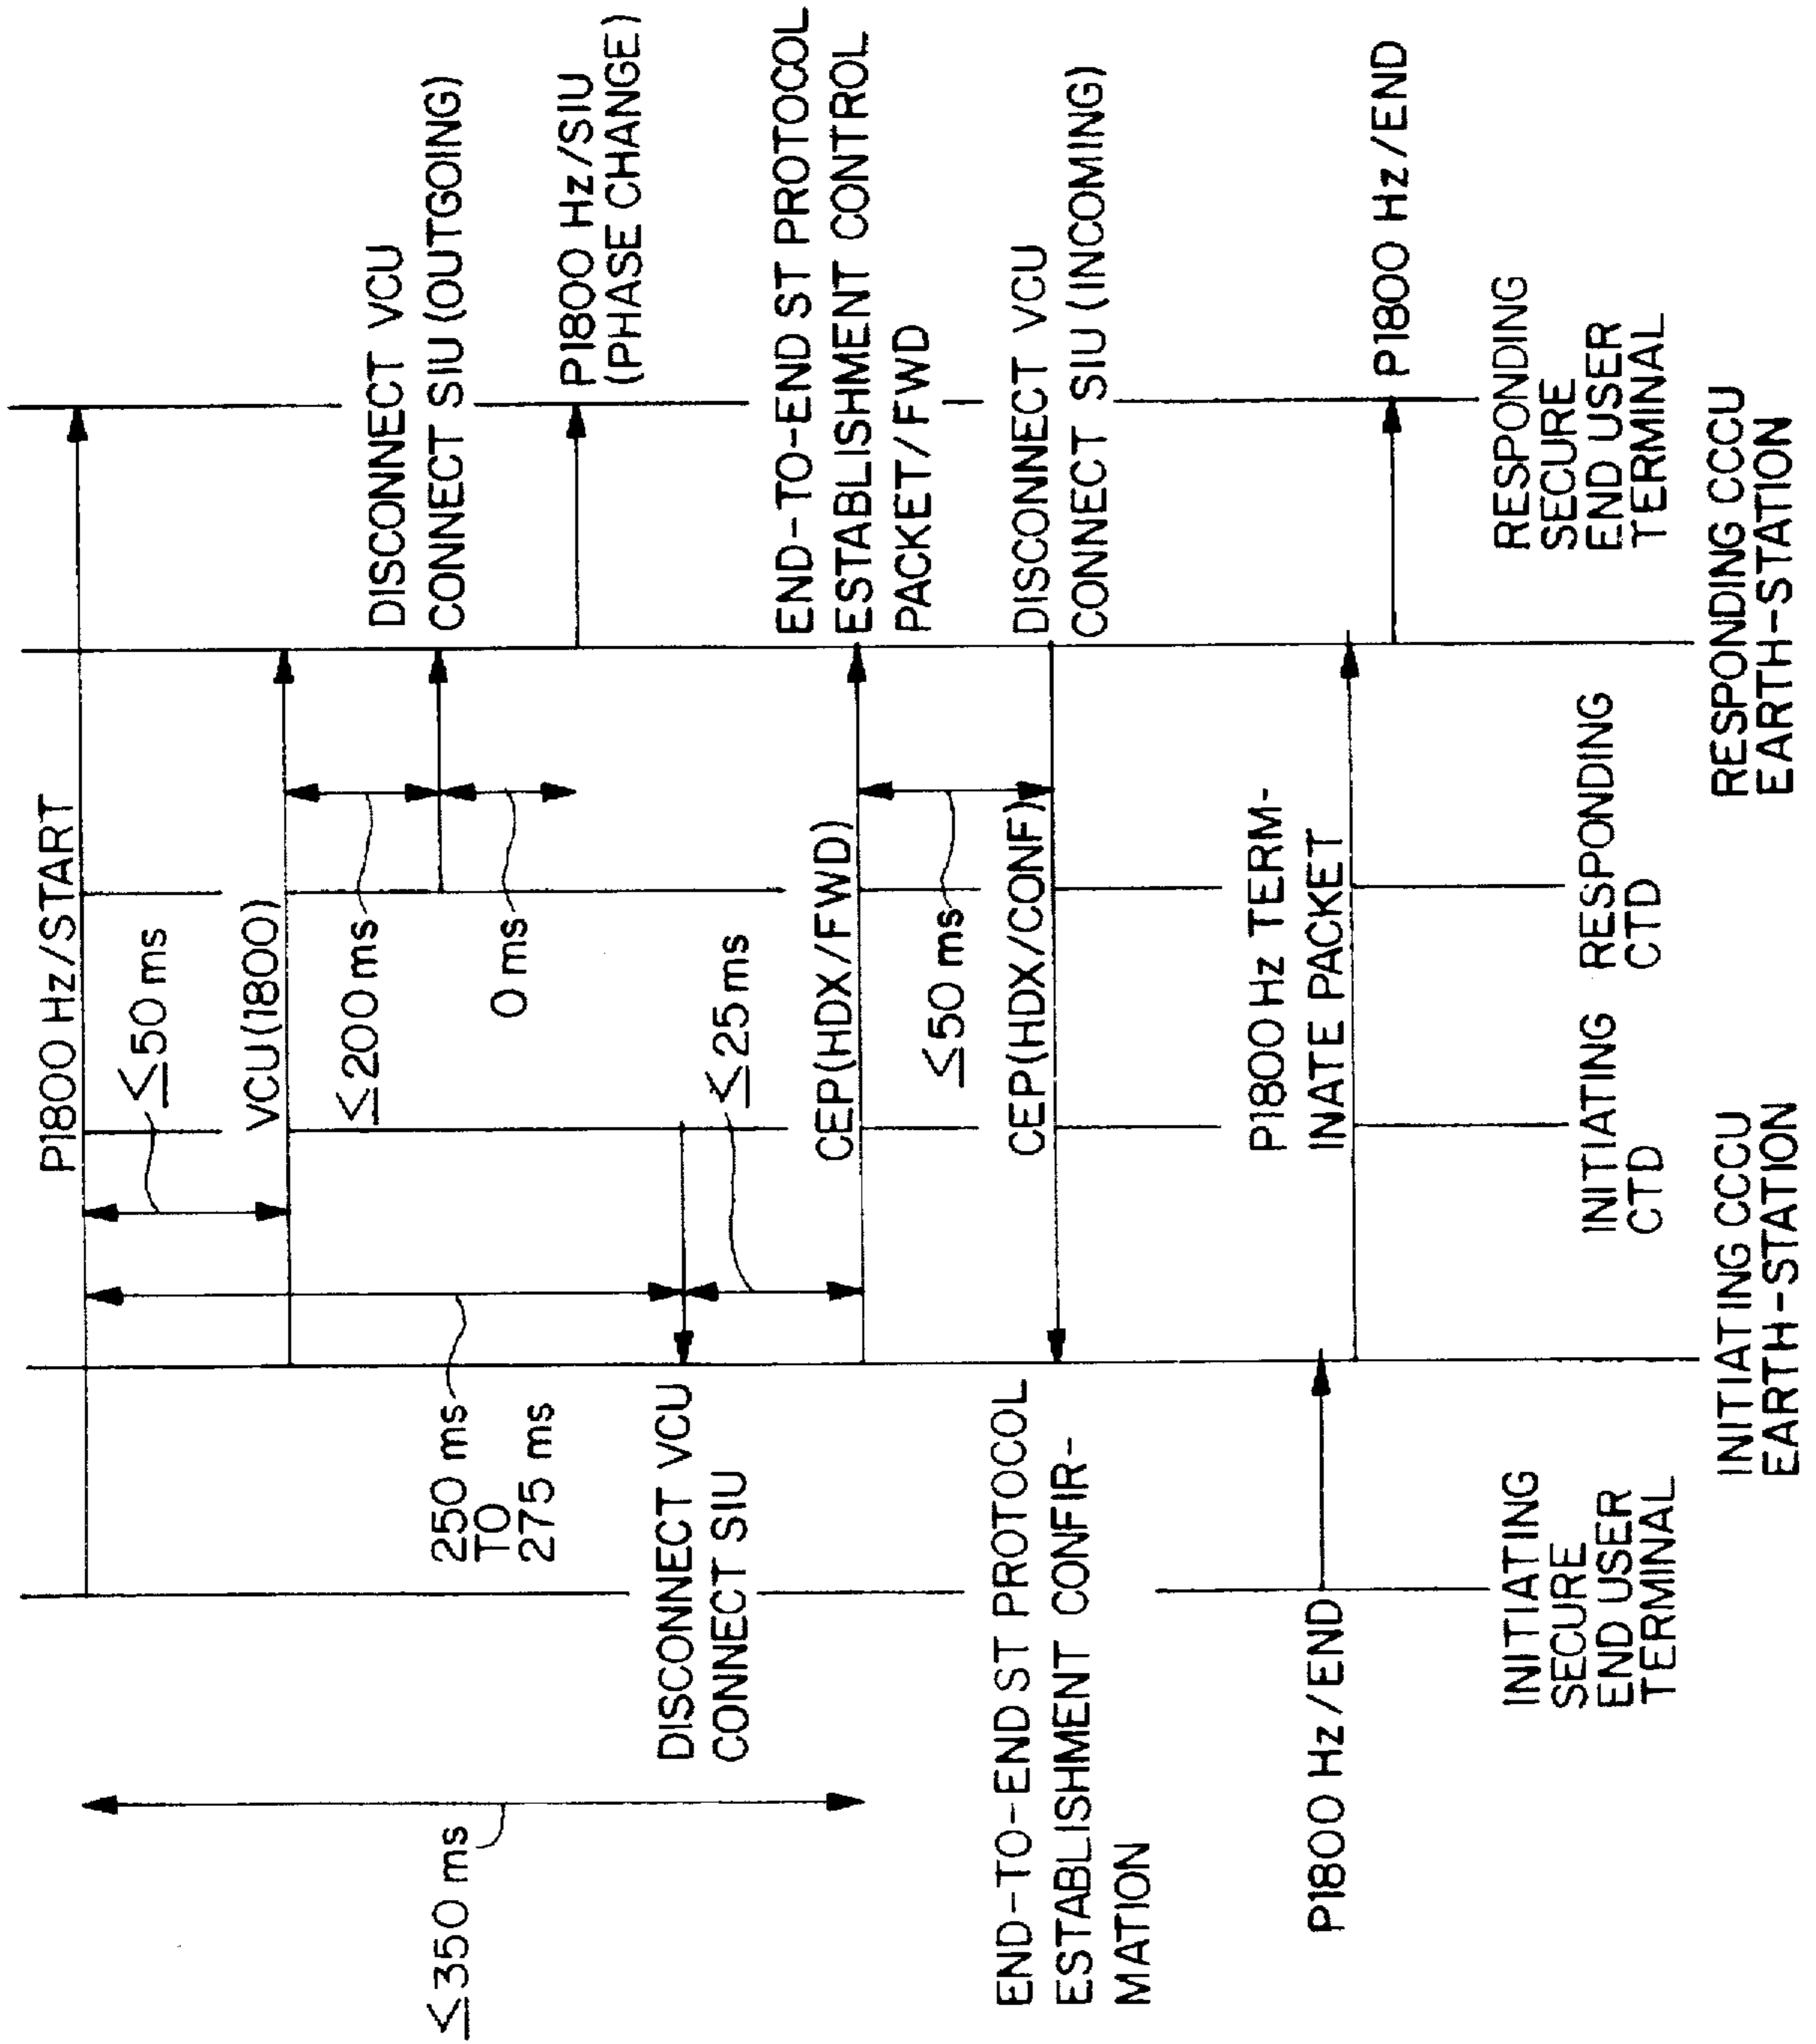 P1800 Hz/START
≤50 ms
VCU(1800)
≤200 ms
0 ms
DISCONNECT VCU
CONNECT SIU (OUTGOING)
P1800 Hz/SIU
(PHASE CHANGE)
≤350 ms
250 ms
TO
275 ms
DISCONNECT VCU
CONNECT SIU
≤25 ms
CEP(HDX/FWD)
END-TO-END ST PROTOCOL
ESTABLISHMENT CONTROL
PACKET/FWD
≤50 ms
CEP(HDX/CONF)
DISCONNECT VCU
CONNECT SIU (INCOMING)
END-TO-END ST PROTOCOL
ESTABLISHMENT CONFIR-
MATION
P1800 Hz TERM-
INATE PACKET
P1800 Hz/END
P1800 Hz/END
INITIATING
SECURE
END USER
TERMINAL
INITIATING
CTD
RESPONDING
CTD
RESPONDING
SECURE
END USER
TERMINAL
INITIATING CCCU
EARTH-STATION
RESPONDING CCCU
EARTH-STATION